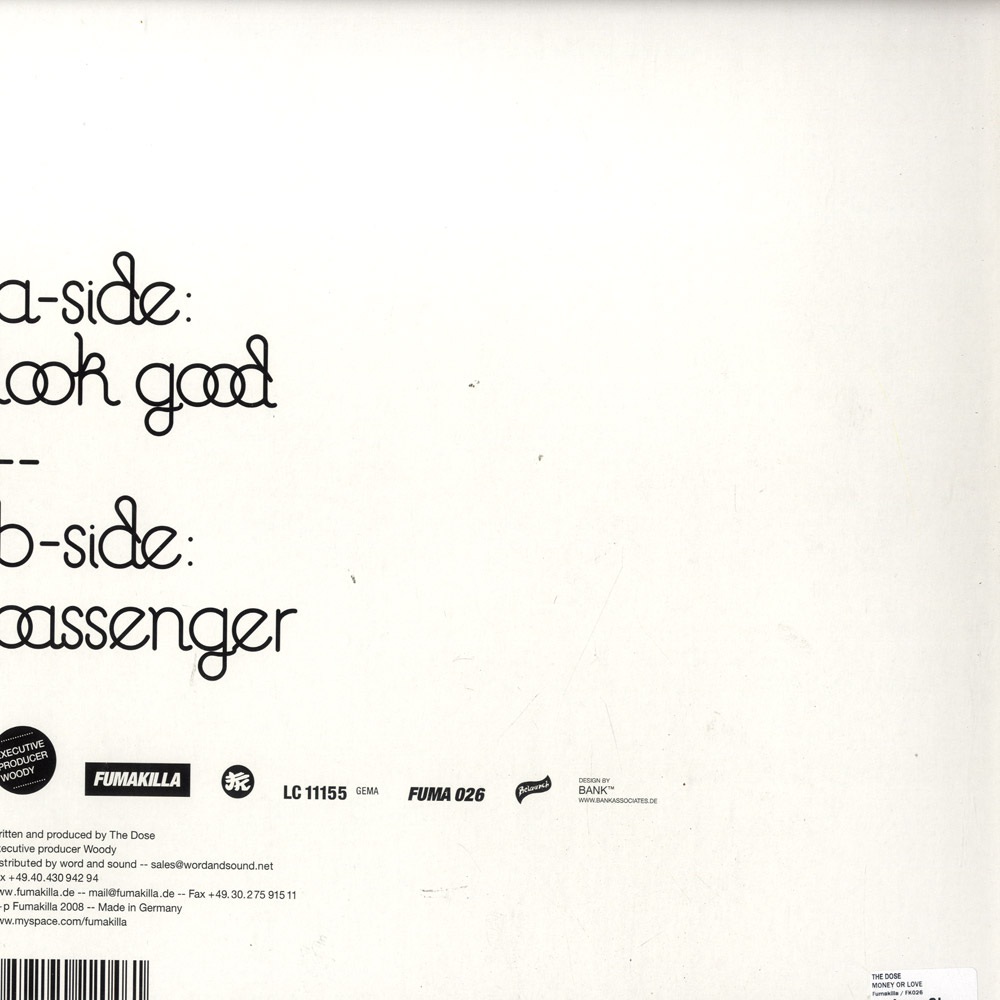 a-side:
look good
--
b-side:
passenger
EXECUTIVE
PRODUCER
WOODY
FUMAKILLA
LC 11155 GEMA
FUMA 026
DESIGN BY
BANK™
WWW.BANKASSOCIATES.DE
ritten and produced by The Dose
ecutive producer Woody
stributed by word and sound -- sales@wordandsound.net
x +49.40.430 942 94
ww.fumakilla.de -- mail@fumakilla.de -- Fax +49.30.275 915 11
p Fumakilla 2008 -- Made in Germany
ww.myspace.com/fumakilla
THE DOSE
MONEY OR LOVE
Fumakilla / FK026